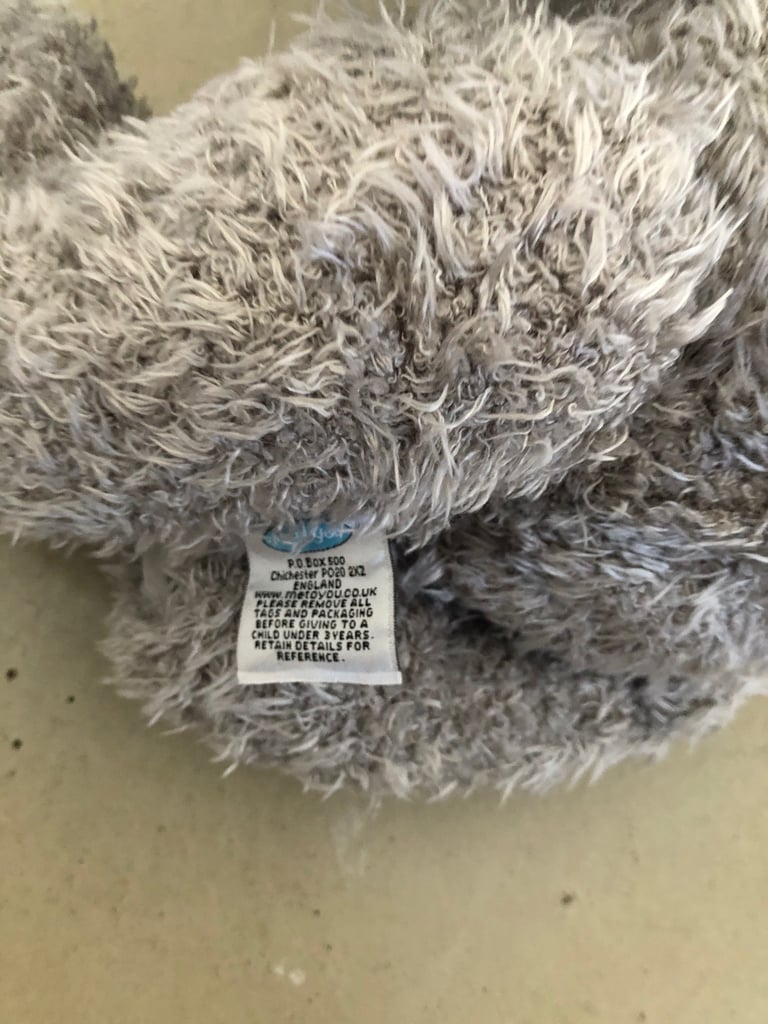 P.O. BOX 500
Chichester PO20 2XZ
ENGLAND
www.metoyou.co.uk
PLEASE REMOVE ALL
TAGS AND PACKAGING
BEFORE GIVING TO A
CHILD UNDER 3 YEARS.
RETAIN DETAILS FOR
REFERENCE.